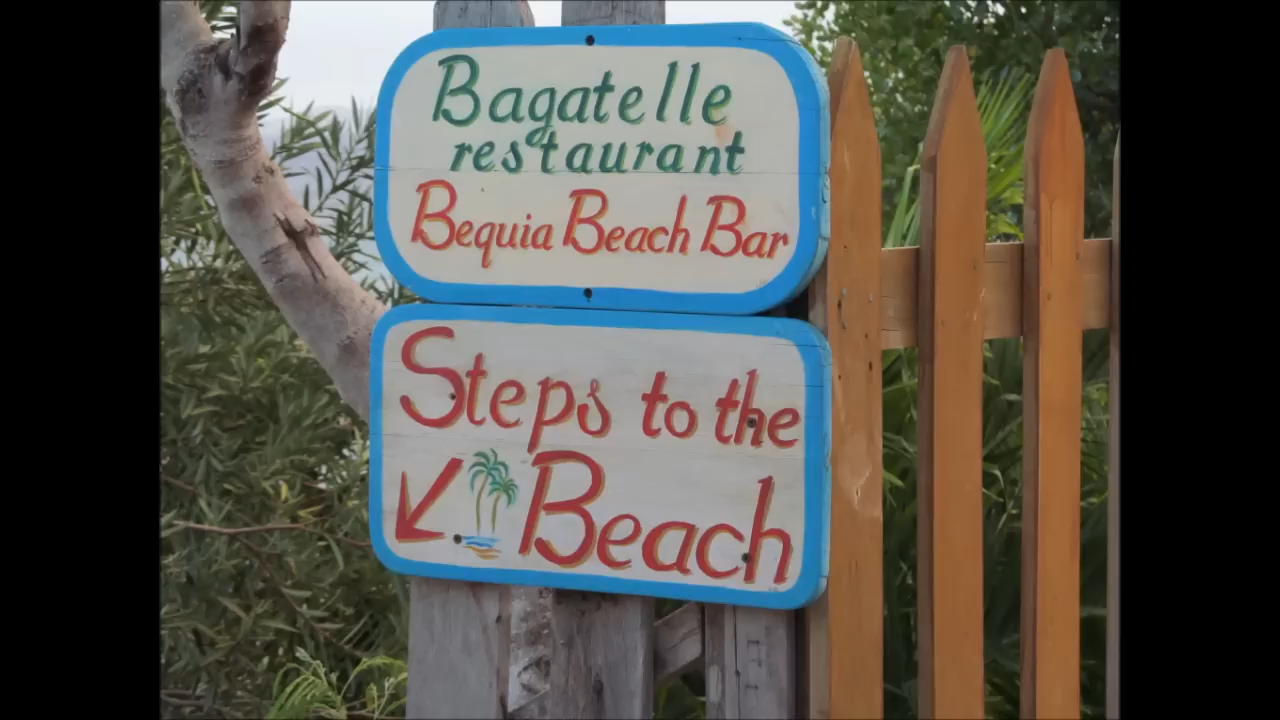 Bagatelle
restaurant
Bequia Beach Bar
Steps to the
Beach